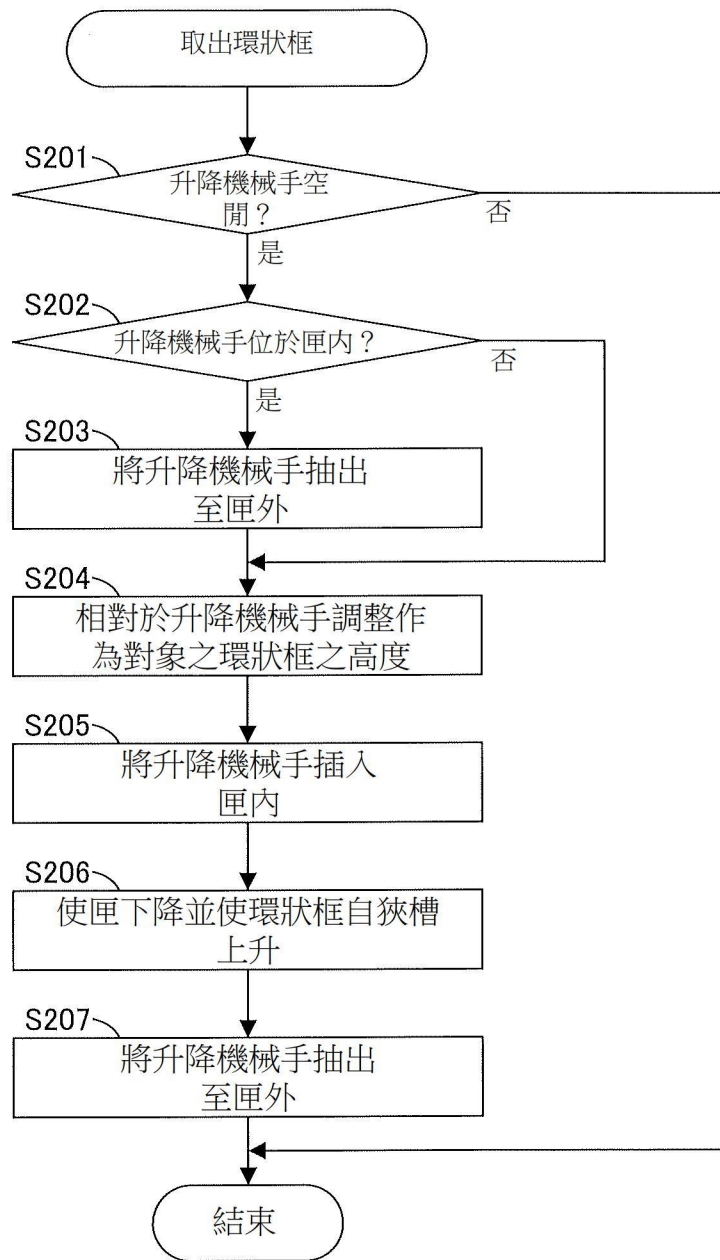 取出環狀框
S201
升降機械手空
閒?
否
是
S202
升降機械手位於匣內?
否
是
S203
將升降機械手抽出
至匣外
S204
相對於升降機械手調整作
為對象之環狀框之高度
S205
將升降機械手插入
匣內
S206
使匣下降並使環狀框自狹槽
上升
S207
將升降機械手抽出
至匣外
結束